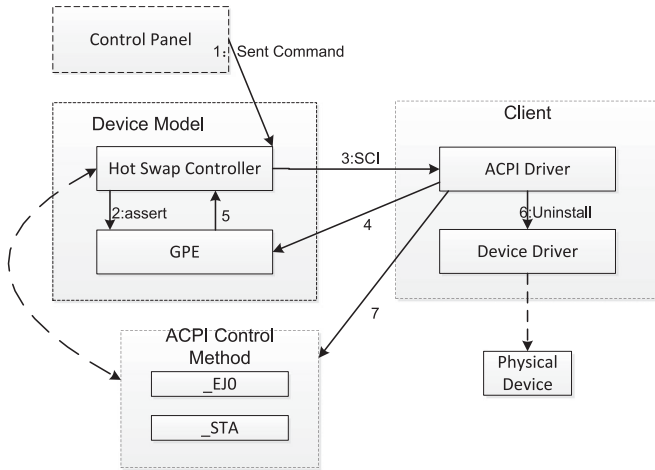 Control Panel
1： Sent Command
Device Model
Client
Hot Swap Controller
3:SCI
ACPI Driver
2:assert
5
6:Uninstall
4
GPE
Device Driver
7
ACPI Control
Method
_EJ0
_STA
Physical
Device